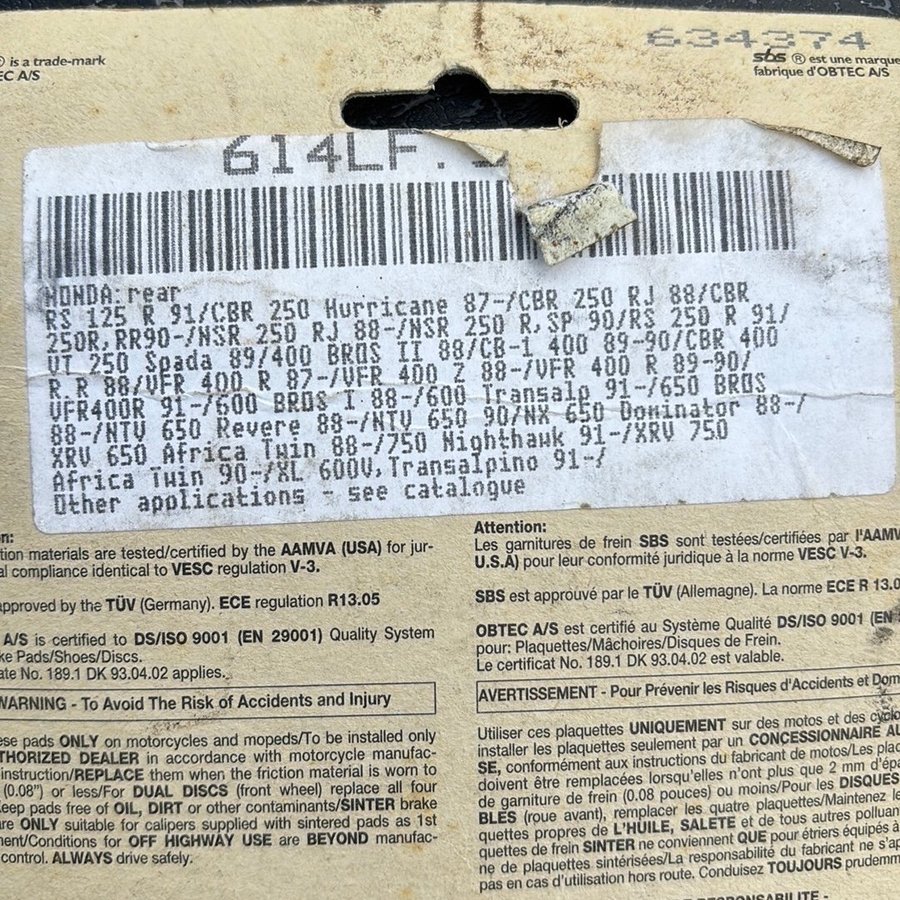 634374
® is a trade-mark
EC A/S
sbs ® est une marque
fabrique d'OBTEC A/S
614LF.
HONDA: rear
RS 125 R 91/CBR 250 Hurricane 87-/CBR 250 RJ 88/CBR
250R,RR90-/NSR 250 RJ 88-/NSR 250 R,SP 90/RS 250 R 91/
VT 250 Spada 89/400 BROS II 88/CB-1 400 89-90/CBR 400
R.R 88/VFR 400 R 87-/VFR 400 Z 88-/VFR 400 R 89-90/
VFR400R 91-/600 BROS I 88-/600 Transalp 91-/650 BROS
88-/NTV 650 Revere 88-/NTV 650 90/NX 650 Dominator 88-/
XRV 650 Africa Twin 88-/750 Nighthawk 91-/XRV 750
Africa Twin 90-/XL 600V,Transalpino 91-/
Other applications - see catalogue
n:
tion materials are tested/certified by the AAMVA (USA) for jur-
al compliance identical to VESC regulation V-3.
approved by the TÜV (Germany). ECE regulation R13.05
A/S is certified to DS/ISO 9001 (EN 29001) Quality System
ke Pads/Shoes/Discs.
ate No. 189.1 DK 93.04.02 applies.
WARNING - To Avoid The Risk of Accidents and Injury
ese pads ONLY on motorcycles and mopeds/To be installed only
THORIZED DEALER in accordance with motorcycle manufac-
instruction/REPLACE them when the friction material is worn to
(0.08") or less/For DUAL DISCS (front wheel) replace all four
Keep pads free of OIL, DIRT or other contaminants/SINTER brake
are ONLY suitable for calipers supplied with sintered pads as 1st
ment/Conditions for OFF HIGHWAY USE are BEYOND manufac-
control. ALWAYS drive safely.
Attention:
Les garnitures de frein SBS sont testées/certifiées par l'AAMV
U.S.A) pour leur conformité juridique à la norme VESC V-3.
SBS est approuvé par le TÜV (Allemagne). La norme ECE R 13.0
OBTEC A/S est certifié au Système Qualité DS/ISO 9001 (EN
pour: Plaquettes/Mâchoires/Disques de Frein.
Le certificat No. 189.1 DK 93.04.02 est valable.
AVERTISSEMENT - Pour Prévenir les Risques d'Accidents et Dom
Utiliser ces plaquettes UNIQUEMENT sur des motos et des cyclo
installer les plaquettes seulement par un CONCESSIONNAIRE AU
SE, conformément aux instructions du fabricant de motos/Les plac
doivent être remplacées lorsqu'elles n'ont plus que 2 mm d'épa
de garniture de frein (0.08 pouces) ou moins/Pour les DISQUES
BLES (roue avant), remplacer les quatre plaquettes/Maintenez le
quettes propres de L'HUILE, SALETE et de tous autres polluan
quettes de frein SINTER ne conviennent QUE pour étriers équipés à
ne de plaquettes sintérisées/La responsabilité du fabricant ne s'ap
pas en cas d'utilisation hors route. Conduisez TOUJOURS prudemm
RESPONSABILITE -